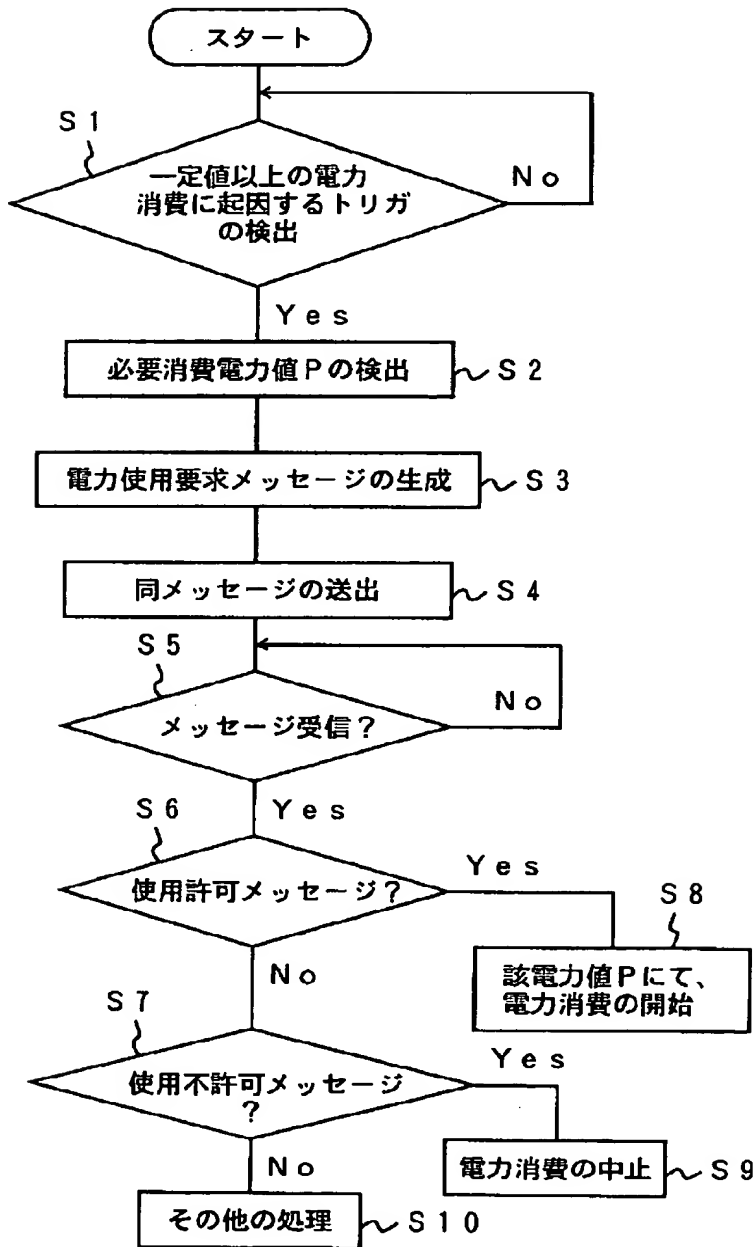 スタート
S1
一定値以上の電力
消費に起因するトリガ
の検出
No
Yes
必要消費電力値Pの検出
S2
電力使用要求メッセージの生成
S3
同メッセージの送出
S4
S5
メッセージ受信?
No
Yes
S6
使用許可メッセージ?
Yes
S8
該電力値Pにて、
電力消費の開始
No
S7
使用不許可メッセージ
?
Yes
電力消費の中止
S9
No
その他の処理
S10